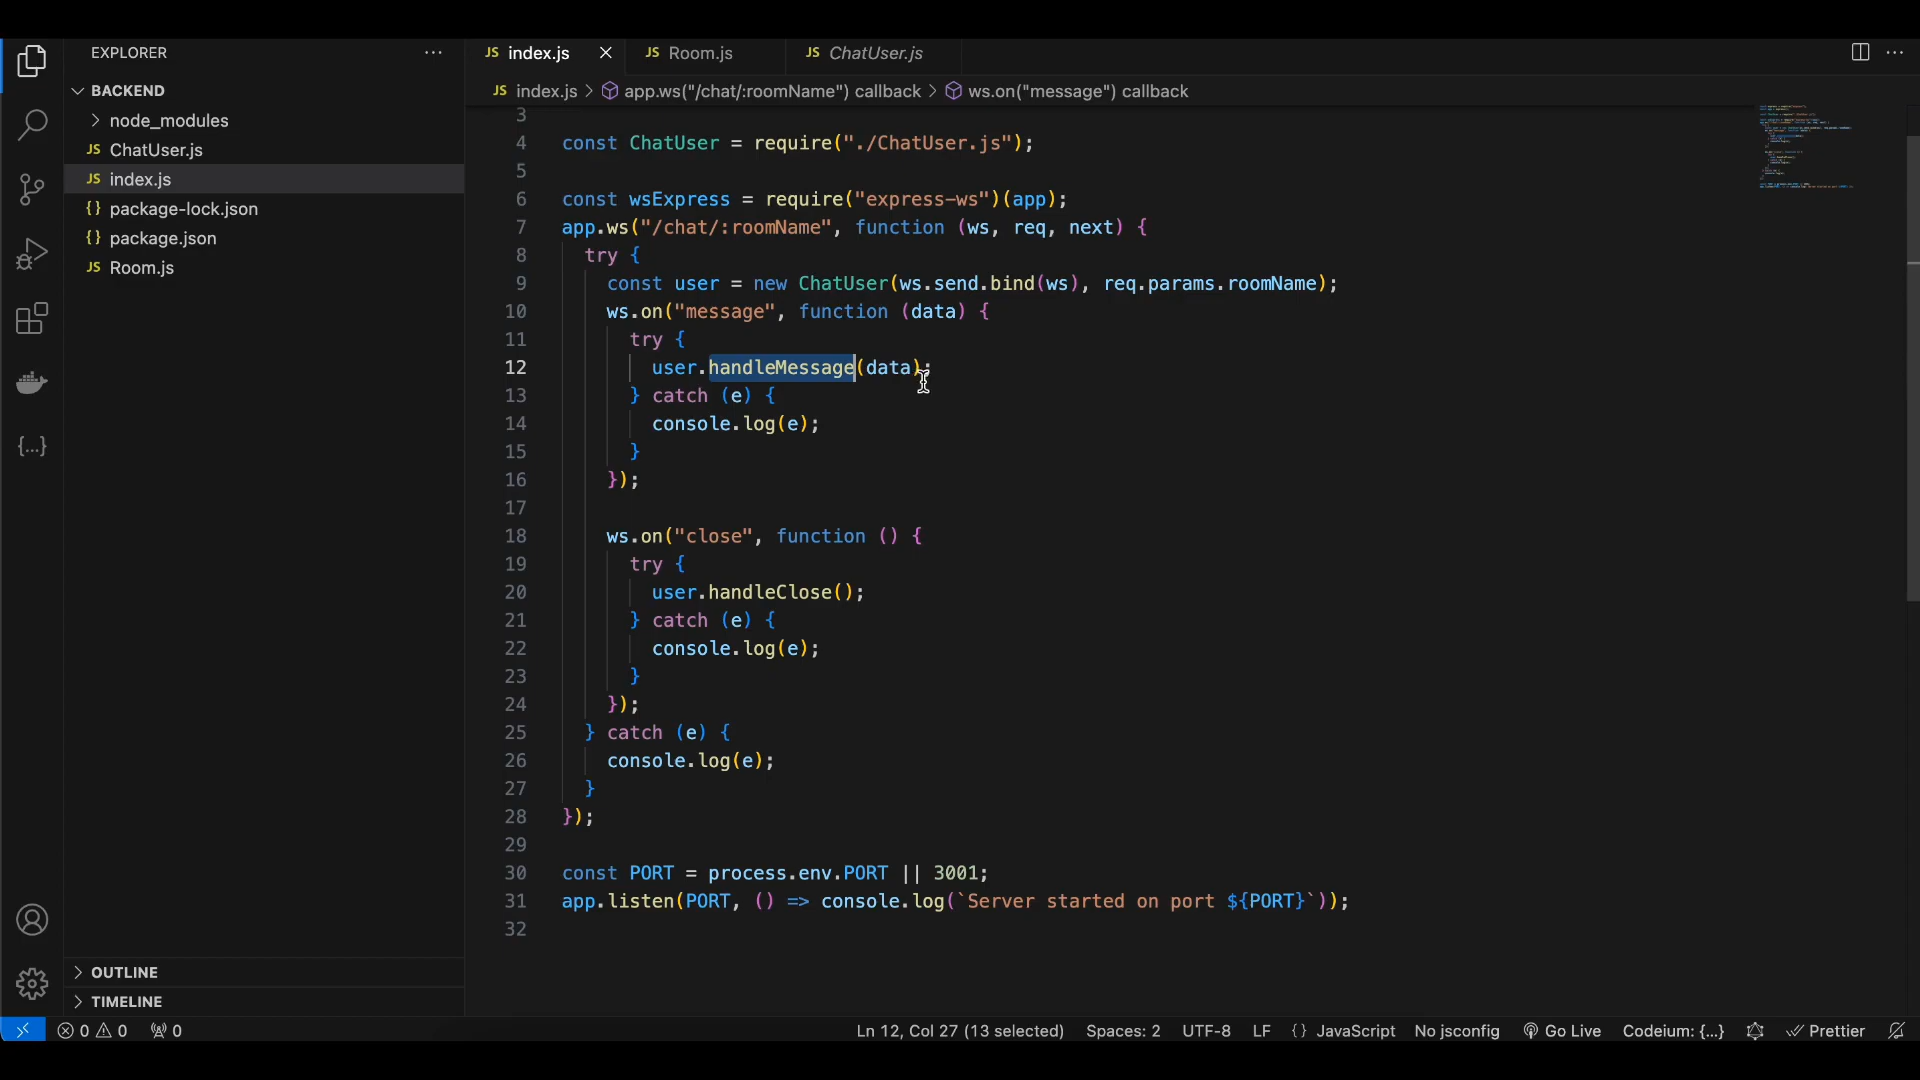 EXPLORER
BACKEND
node_modules
JS ChatUser.js
JS index.js
{} package-lock.json
{} package.json
JS Room.js
OUTLINE
TIMELINE
JS index.js
JS Room.js
JS ChatUser.js
JS index.js > app.ws("/chat/:roomName") callback > ws.on("message") callback
3
4 const ChatUser = require("./ChatUser.js");
5
6 const wsExpress = require("express-ws")(app);
7 app.ws("/chat/:roomName", function (ws, req, next) {
8 try {
9 const user = new ChatUser(ws.send.bind(ws), req.params.roomName);
10 ws.on("message", function (data) {
11 try {
12 user.handleMessage(data);
13 } catch (e) {
14 console.log(e);
15 }
16 });
17
18 ws.on("close", function () {
19 try {
20 user.handleClose();
21 } catch (e) {
22 console.log(e);
23 }
24 });
25 } catch (e) {
26 console.log(e);
27 }
28 });
29
30 const PORT = process.env.PORT || 3001;
31 app.listen(PORT, () => console.log(`Server started on port ${PORT}`));
32
0 0 0 Ln 12, Col 27 (13 selected) Spaces: 2 UTF-8 LF {} JavaScript No jsconfig Go Live Codeium: {...} Prettier